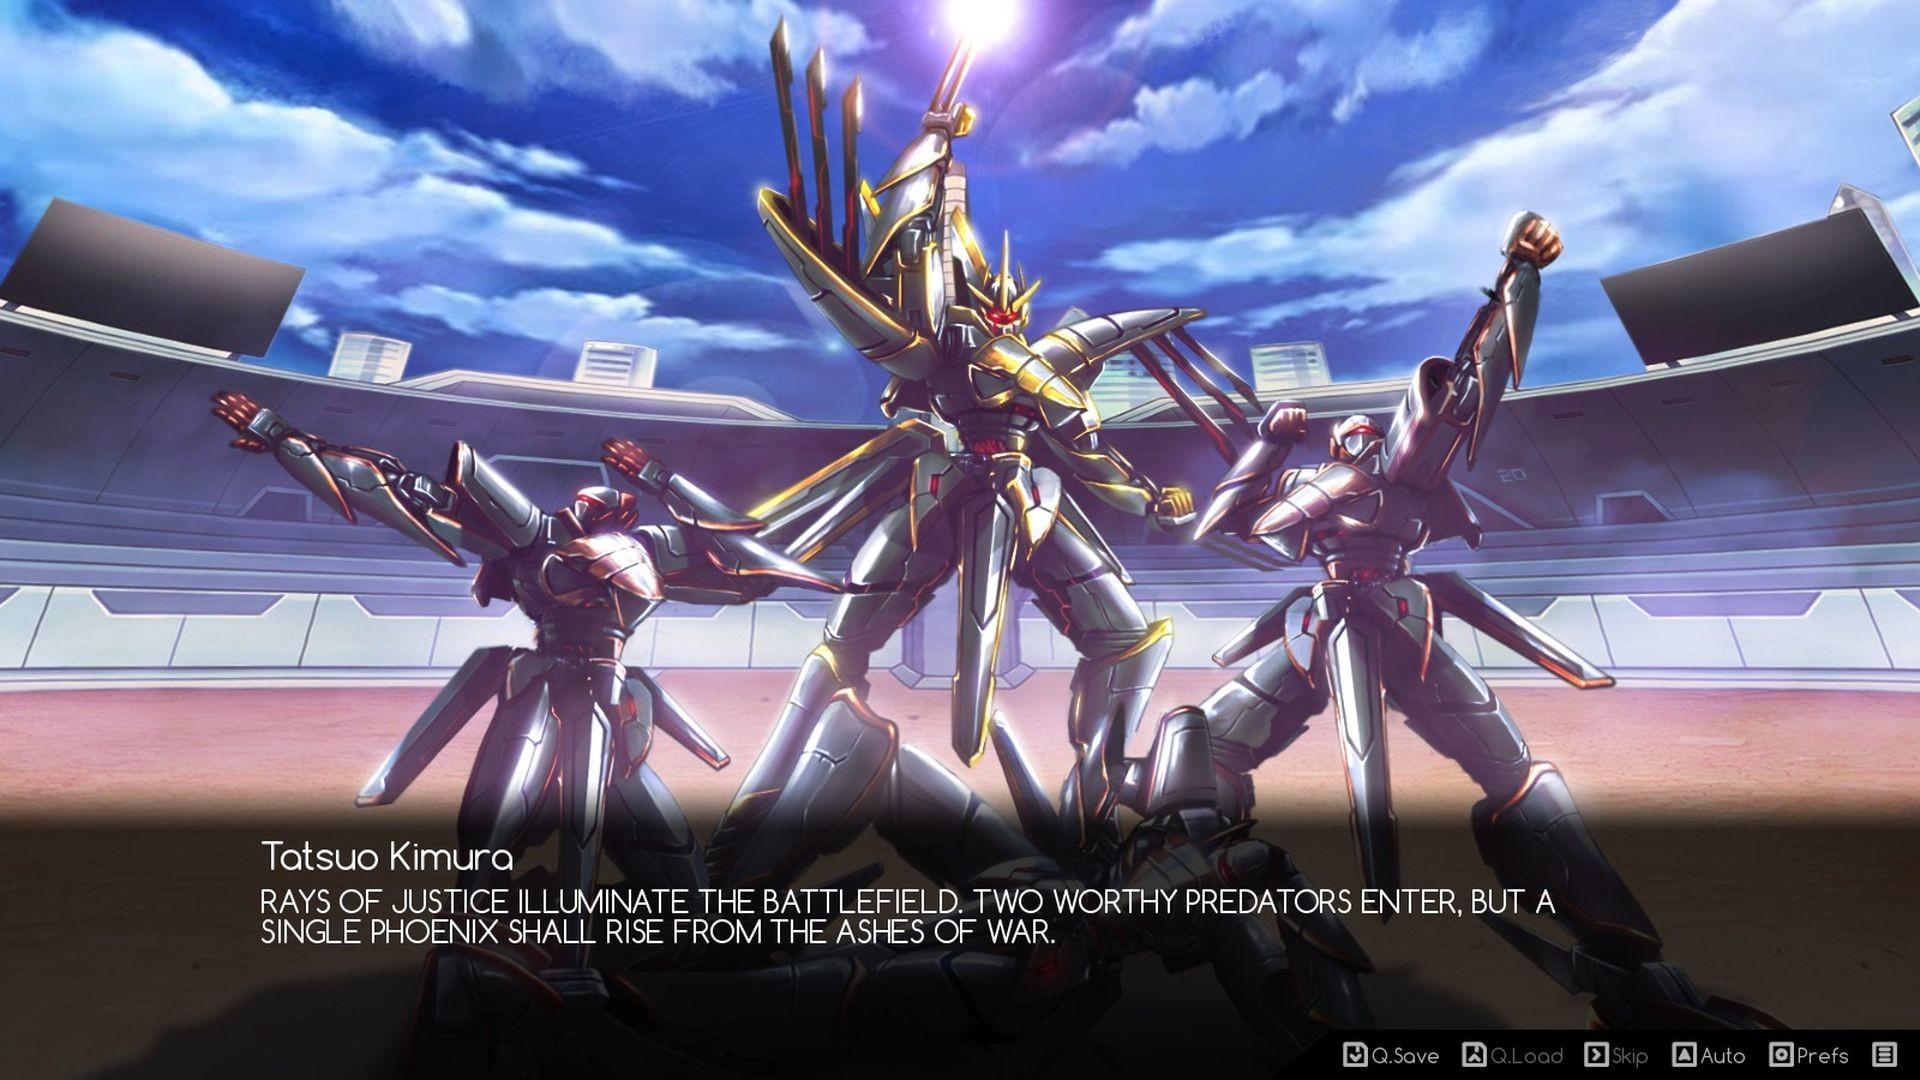 20
Tatsuo Kimura
RAYS OF JUSTICE ILLUMINATE THE BATTLEFIELD. TWO WORTHY PREDATORS ENTER, BUT A
SINGLE PHOENIX SHALL RISE FROM THE ASHES OF WAR.
Q.Save Q.Load Skip Auto Prefs